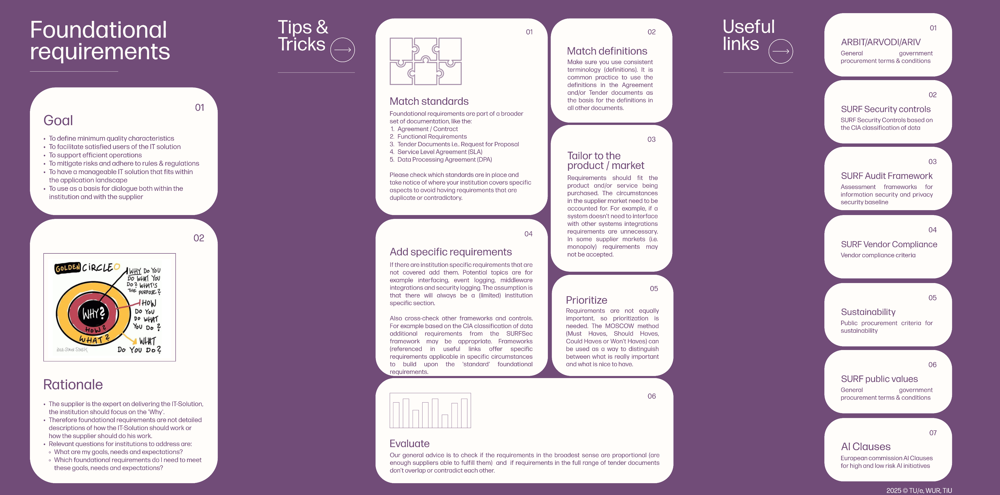 Foundational
requirements
01
Goal
• To define minimum quality characteristics
• To facilitate satisfied users of the IT solution
• To support efficient operations
• To mitigate risks and adhere to rules & regulations
• To have a manageable IT solution that fits within
the application landscape
• To use as a basis for dialogue both within the
institution and with the supplier
02
GOLDEN CIRCLE
WHY DO YOU
DO WHAT YOU
DO? WHAT'S
THE PURPOSE?
HOW
DO YOU
DO WHAT
YOU DO?
WHAT
DO YOU DO?
WHY?
HOW?
WHAT?
IDEA: SIMON SINEK
Rationale
• The supplier is the expert on delivering the IT-Solution,
the institution should focus on the 'Why'.
• Therefore foundational requirements are not detailed
descriptions of how the IT-Solution should work or
how the supplier should do his work.
• Relevant questions for institutions to address are:
◦ What are my goals, needs and expectations?
◦ Which foundational requirements do I need to meet
these goals, needs and expectations?
Tips &
Tricks
01
Match standards
Foundational requirements are part of a broader
set of documentation, like the:
1. Agreement / Contract
2. Functional Requirements
3. Tender Documents i.e.. Request for Proposal
4. Service Level Agreement (SLA)
5. Data Processing Agreement (DPA)
Please check which standards are in place and
take notice of where your institution covers specific
aspects to avoid having requirements that are
duplicate or contradictory.
02
Match definitions
Make sure you use consistent
terminology (definitions). It is
common practice to use the
definitions in the Agreement
and/or Tender documents as
the basis for the definitions in
all other documents.
03
Tailor to the
product / market
Requirements should fit the
product and/or service being
purchased. The circumstances
in the supplier market need to be
accounted for. For example, if a
system doesn't need to interface
with other systems integrations
requirements are unnecessary.
In some supplier markets (i.e.
monopoly) requirements may
not be accepted.
04
Add specific requirements
If there are institution specific requirements that are
not covered add them. Potential topics are for
example interfacing, event logging, middleware
integrations and security logging. The assumption is
that there will always be a (limited) institution
specific section.
Also cross-check other frameworks and controls.
For example based on the CIA classification of data
additional requirements from the SURFSec
framework may be appropriate. Frameworks
(referenced in useful links offer specific
requirements applicable in specific circumstances
to build upon the 'standard' foundational
requirements.
05
Prioritize
Requirements are not equally
important, so prioritization is
needed. The MOSCOW method
(Must Haves, Should Haves,
Could Haves or Won't Haves) can
be used as a way to distinguish
between what is really important
and what is nice to have.
06
Evaluate
Our general advice is to check if the requirements in the broadest sense are proportional (are
enough suppliers able to fulfill them) and if requirements in the full range of tender documents
don't overlap or contradict each other.
Useful
links
01
ARBIT/ARVODI/ARIV
General government
procurement terms & conditions
02
SURF Security controls
SURF Security Controls based on
the CIA classification of data
03
SURF Audit Framework
Assessment frameworks for
information security and privacy
security baseline
04
SURF Vendor Compliance
Vendor compliance criteria
05
Sustainability
Public procurement criteria for
sustainability
06
SURF public values
General government
procurement terms & conditions
07
AI Clauses
European commission AI Clauses
for high and low risk AI initiatives
2025 © TU/e, WUR, TiU